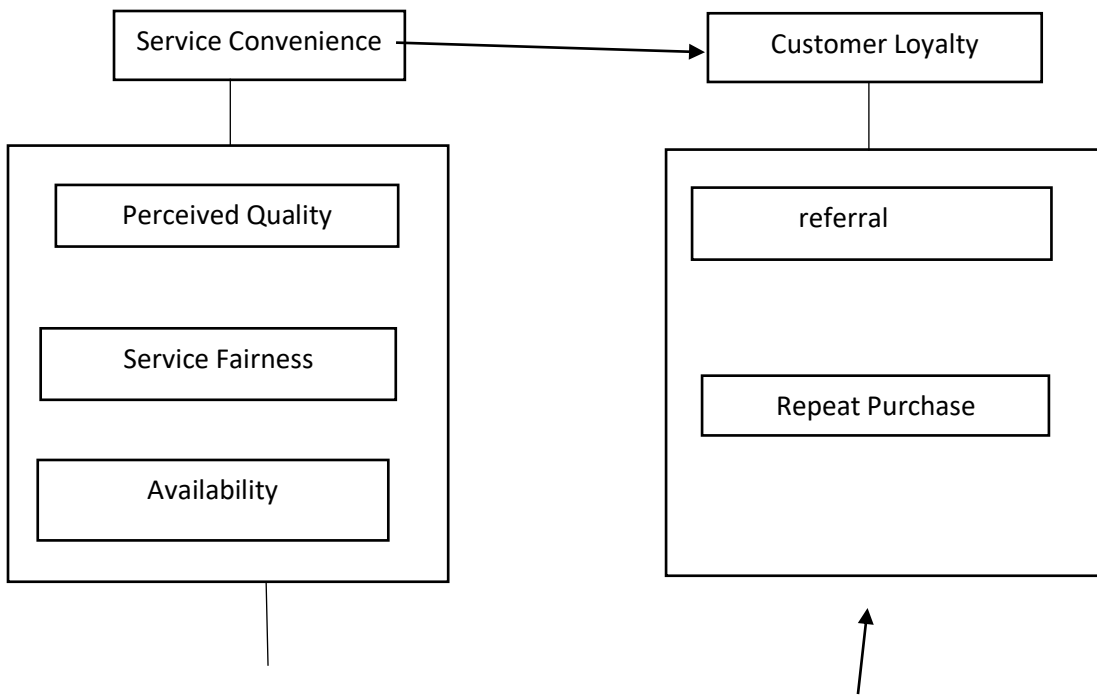 Service Convenience
Customer Loyalty
Perceived Quality
Service Fairness
Availability
referral
Repeat Purchase